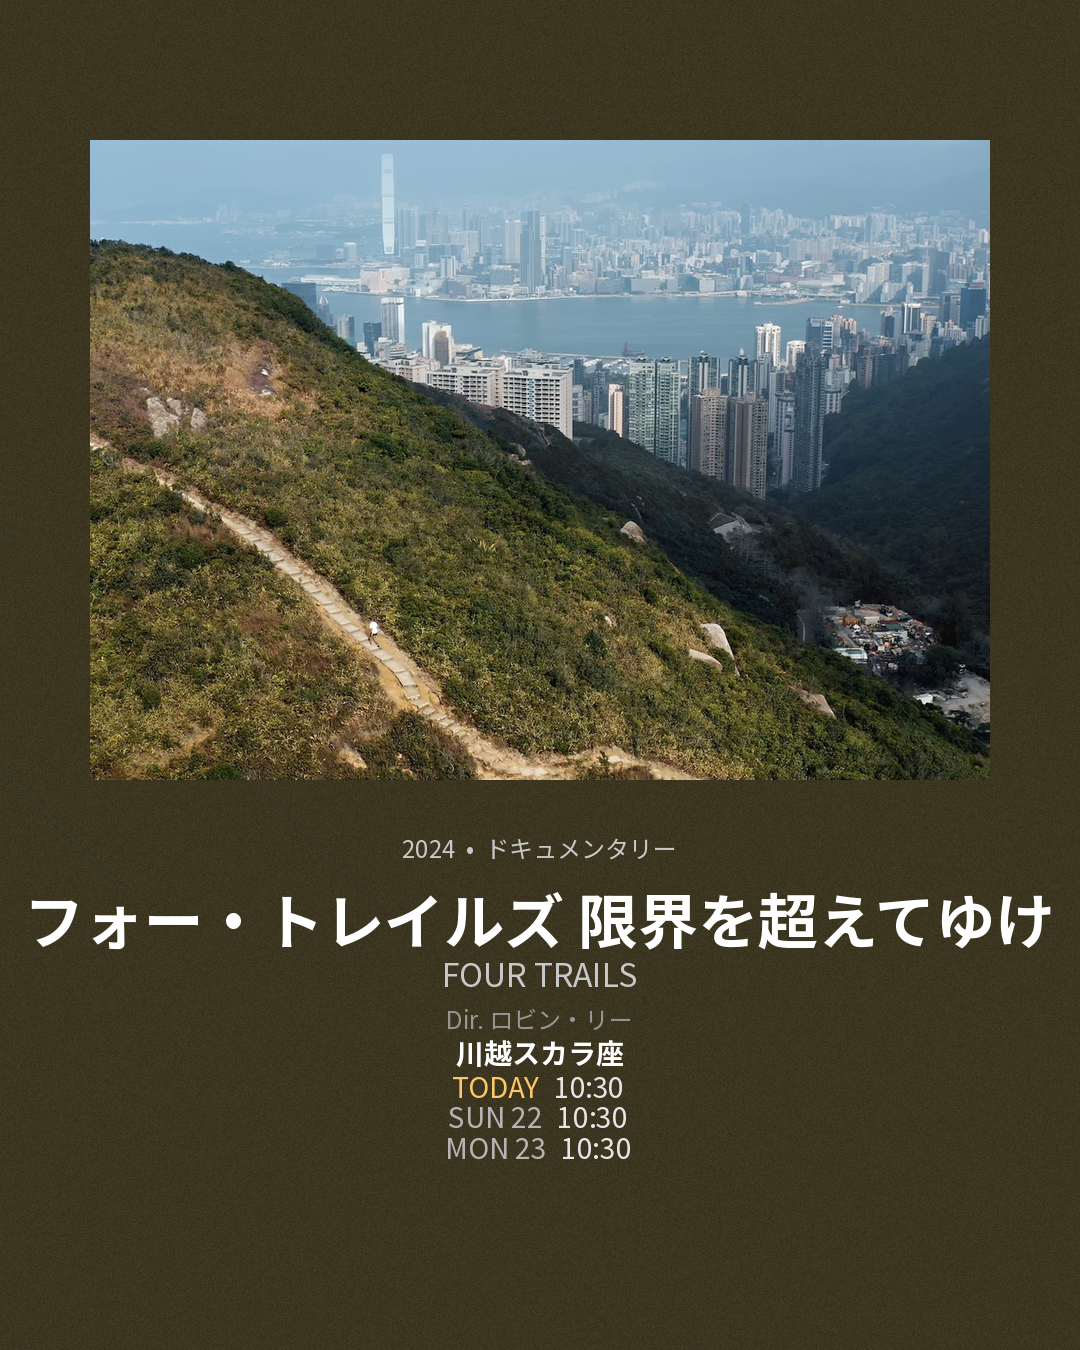 2024 • ドキュメンタリー
フォー・トレイルズ 限界を超えてゆけ
FOUR TRAILS
Dir. ロビン・リー
川越スカラ座
TODAY 10:30
SUN 22 10:30
MON 23 10:30